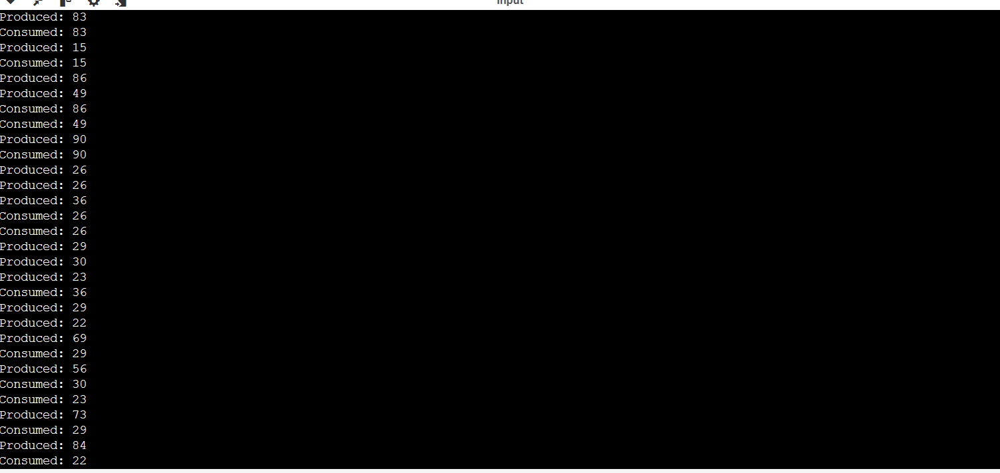 input
Produced: 83
Consumed: 83
Produced: 15
Consumed: 15
Produced: 86
Produced: 49
Consumed: 86
Consumed: 49
Produced: 90
Consumed: 90
Produced: 26
Produced: 26
Produced: 36
Consumed: 26
Consumed: 26
Produced: 29
Produced: 30
Produced: 23
Consumed: 36
Produced: 29
Produced: 22
Produced: 69
Consumed: 29
Produced: 56
Consumed: 30
Consumed: 23
Produced: 73
Consumed: 29
Produced: 84
Consumed: 22